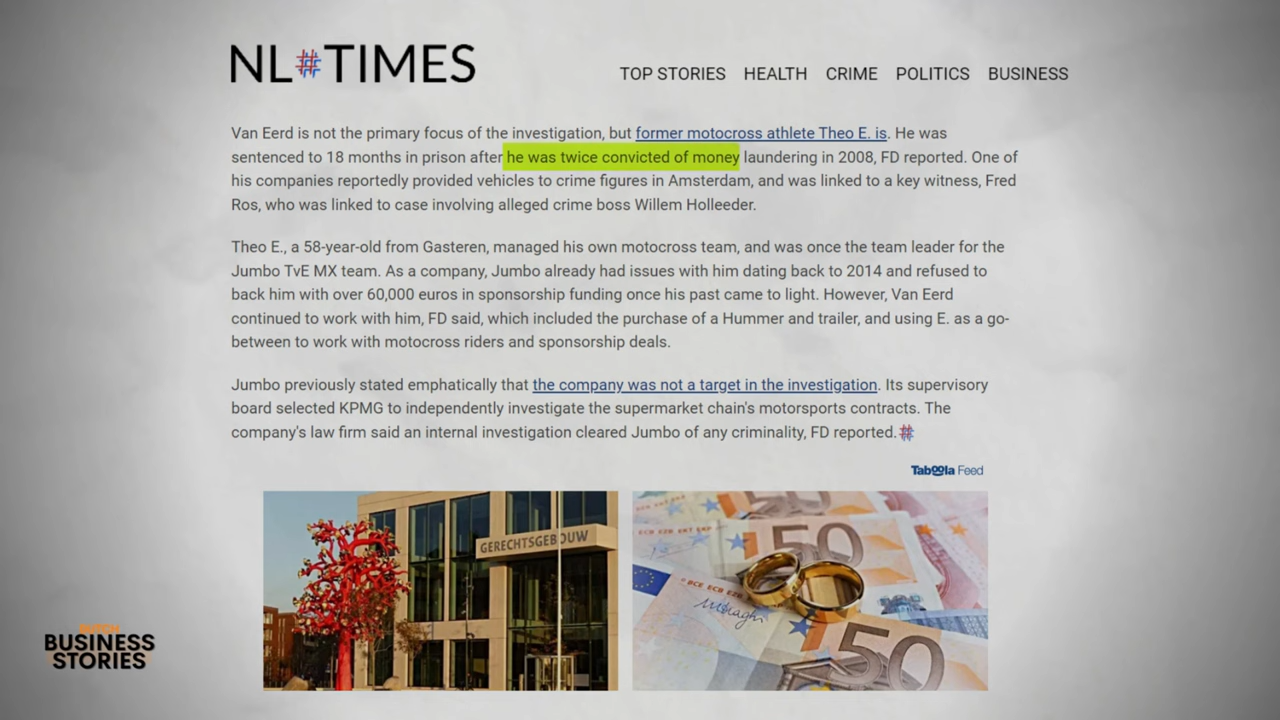 NL#TIMES
TOP STORIES HEALTH CRIME POLITICS BUSINESS
Van Eerd is not the primary focus of the investigation, but former motocross athlete Theo E. is. He was
sentenced to 18 months in prison after he was twice convicted of money laundering in 2008, FD reported. One of
his companies reportedly provided vehicles to crime figures in Amsterdam, and was linked to a key witness, Fred
Ros, who was linked to case involving alleged crime boss Willem Holleeder.
Theo E., a 58-year-old from Gasteren, managed his own motocross team, and was once the team leader for the
Jumbo TvE MX team. As a company, Jumbo already had issues with him dating back to 2014 and refused to
back him with over 60,000 euros in sponsorship funding once his past came to light. However, Van Eerd
continued to work with him, FD said, which included the purchase of a Hummer and trailer, and using E. as a go-
between to work with motocross riders and sponsorship deals.
Jumbo previously stated emphatically that the company was not a target in the investigation. Its supervisory
board selected KPMG to independently investigate the supermarket chain's motorsports contracts. The
company's law firm said an internal investigation cleared Jumbo of any criminality, FD reported.#
Taboola Feed
GERECHTSGEBOUW
50
50
BCE ECB EZB
50
DUTCH
BUSINESS
STORIES